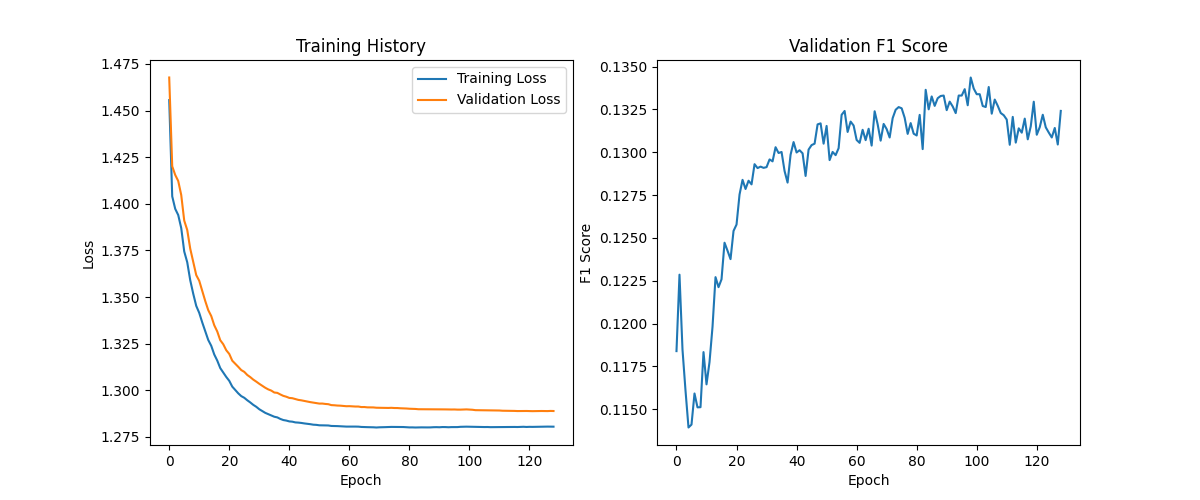 Training History
Validation F1 Score
1.475
1.450
1.425
1.400
1.375
1.350
1.325
1.300
1.275
Loss
0 20 40 60 80 100 120
Epoch
Training Loss
Validation Loss
0.1350
0.1325
0.1300
0.1275
0.1250
0.1225
0.1200
0.1175
0.1150
F1 Score
0 20 40 60 80 100 120
Epoch